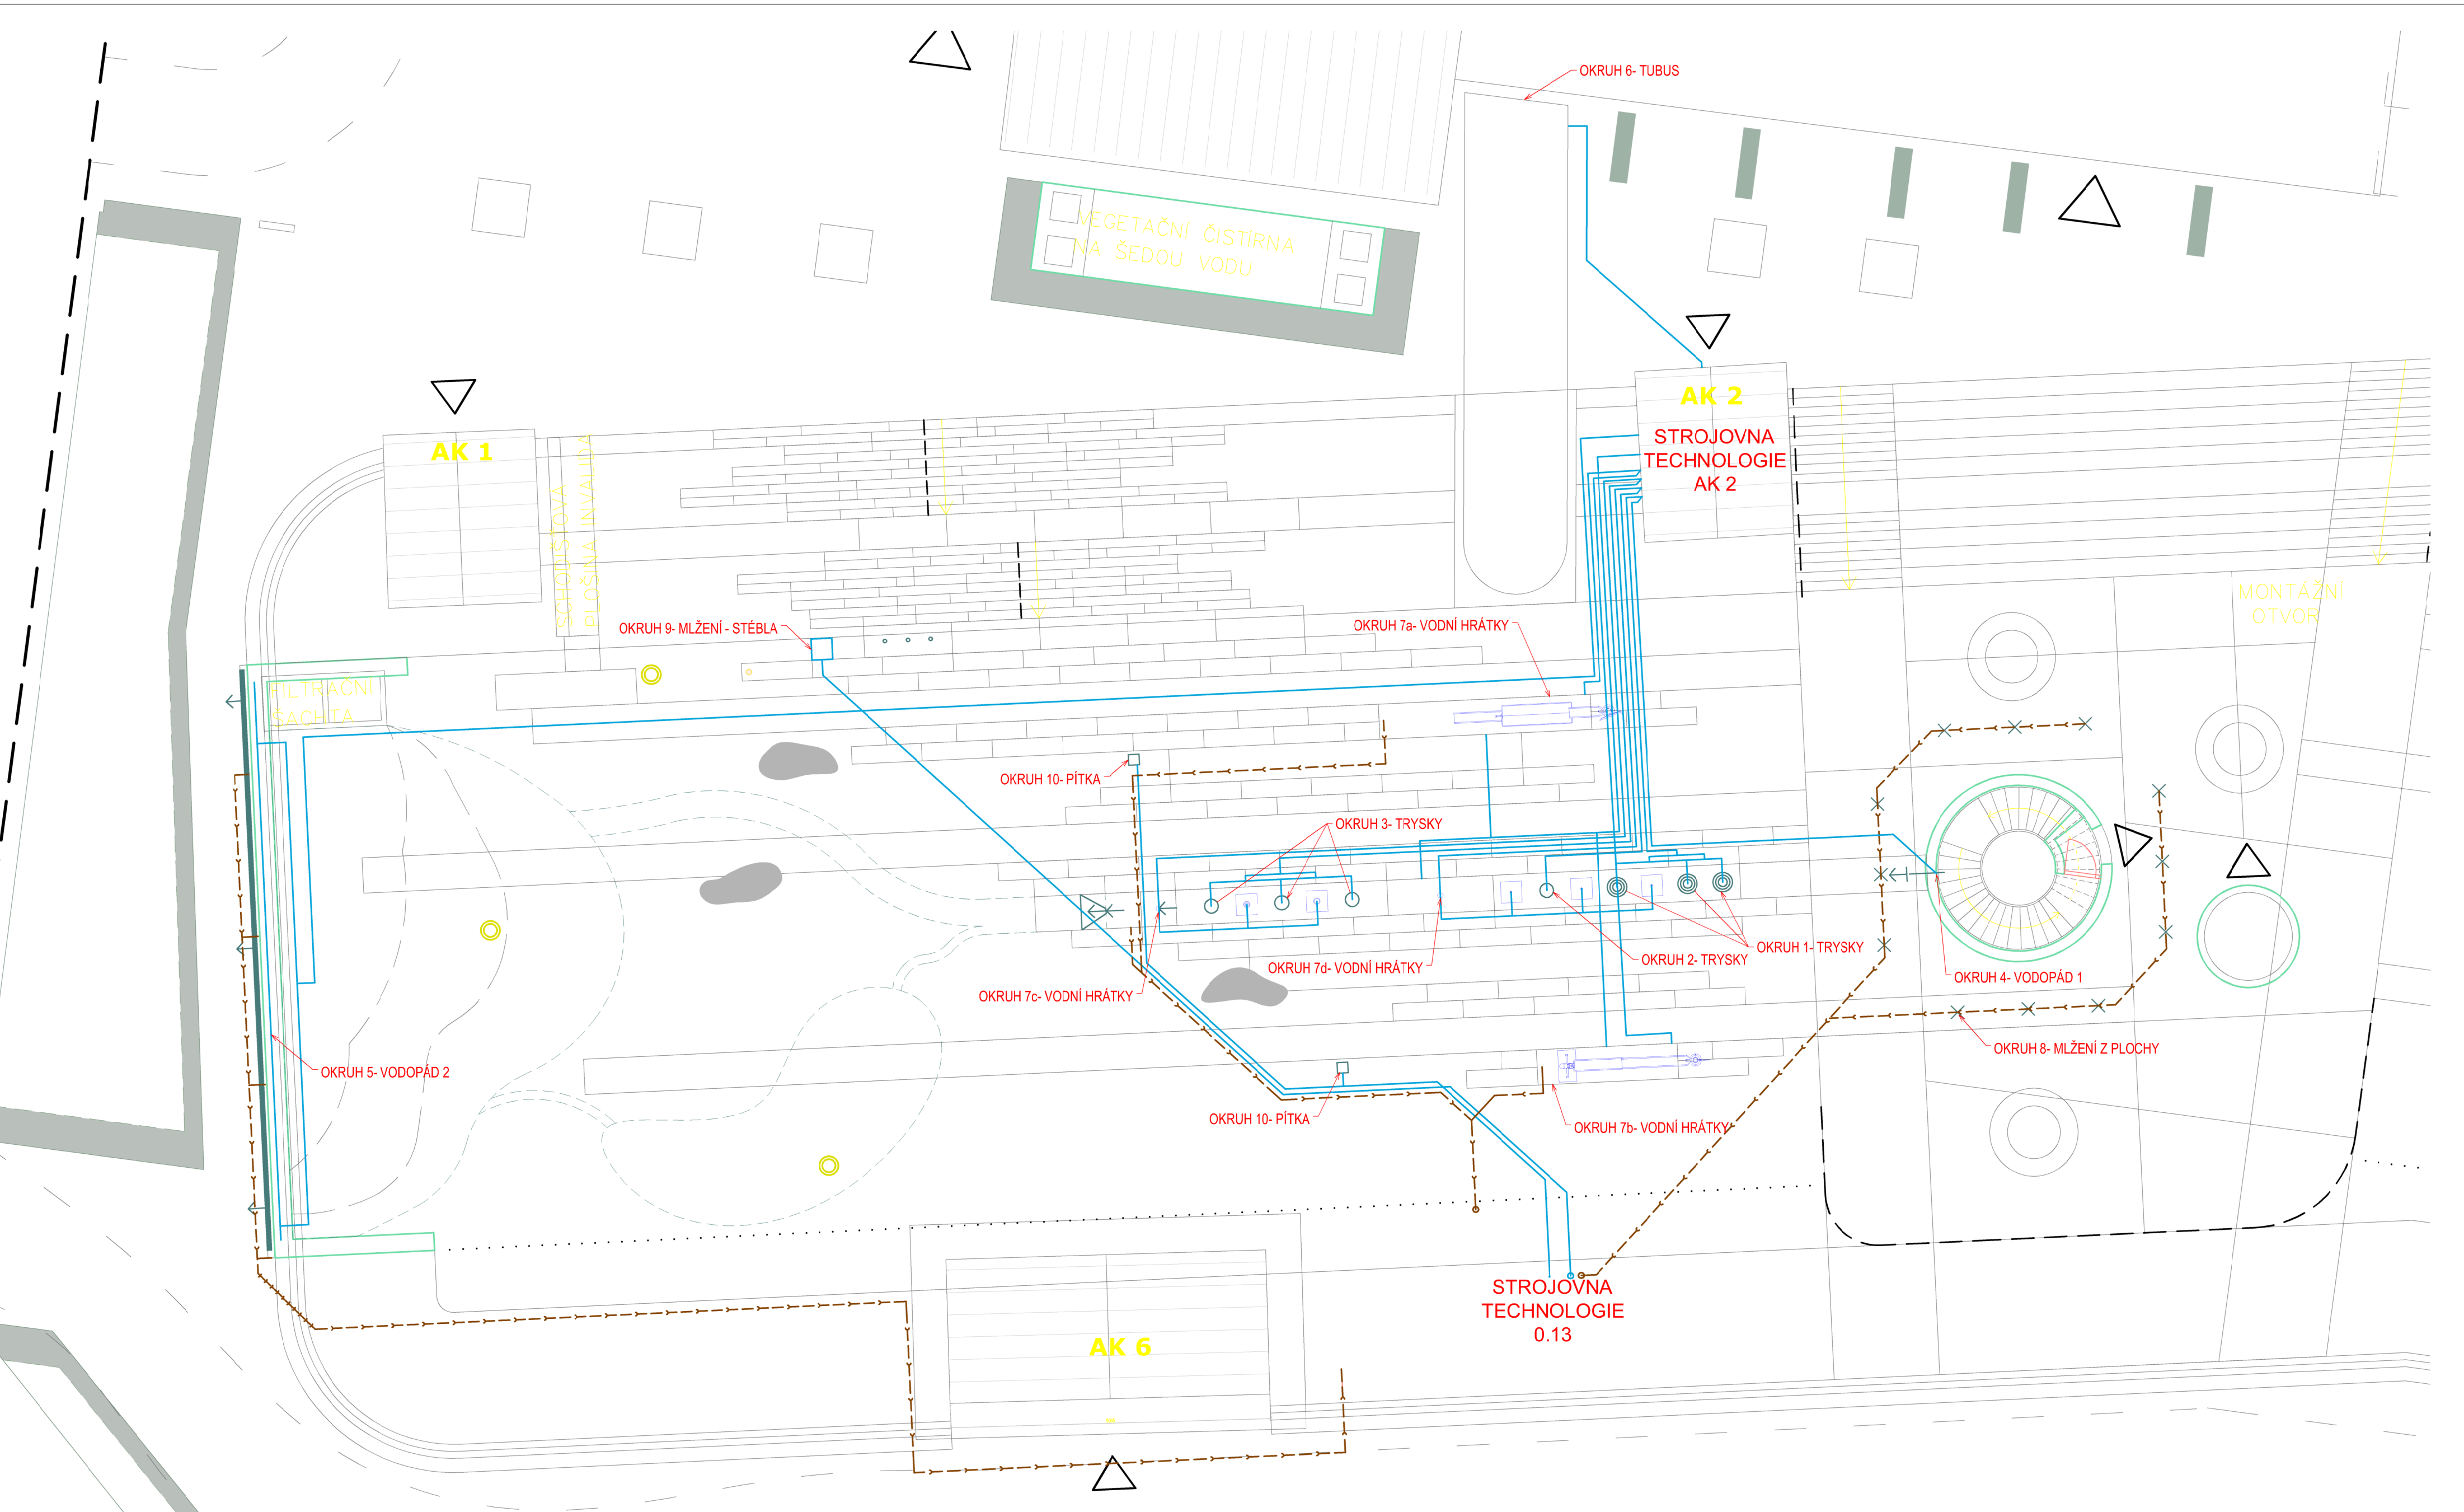 OKRUH 6- TUBUS
VEGETAČNÍ ČISTÍRNA
NA ŠEDOU VODU
AK 2
STROJOVNA
TECHNOLOGIE
AK 2
AK 1
SCHODIŠŤOVÁ
PLOŠINA INVALIDA
MONTÁŽNÍ
OTVOR
OKRUH 9- MLŽENÍ - STÉBLA
OKRUH 7a- VODNÍ HRÁTKY
FILTRAČNÍ
ŠACHTA
OKRUH 10- PÍTKA
OKRUH 3- TRYSKY
OKRUH 1- TRYSKY
OKRUH 2- TRYSKY
OKRUH 7d- VODNÍ HRÁTKY
OKRUH 4- VODOPÁD 1
OKRUH 7c- VODNÍ HRÁTKY
OKRUH 8- MLŽENÍ Z PLOCHY
OKRUH 5- VODOPÁD 2
OKRUH 10- PÍTKA
OKRUH 7b- VODNÍ HRÁTKY
STROJOVNA
TECHNOLOGIE
0.13
AK 6